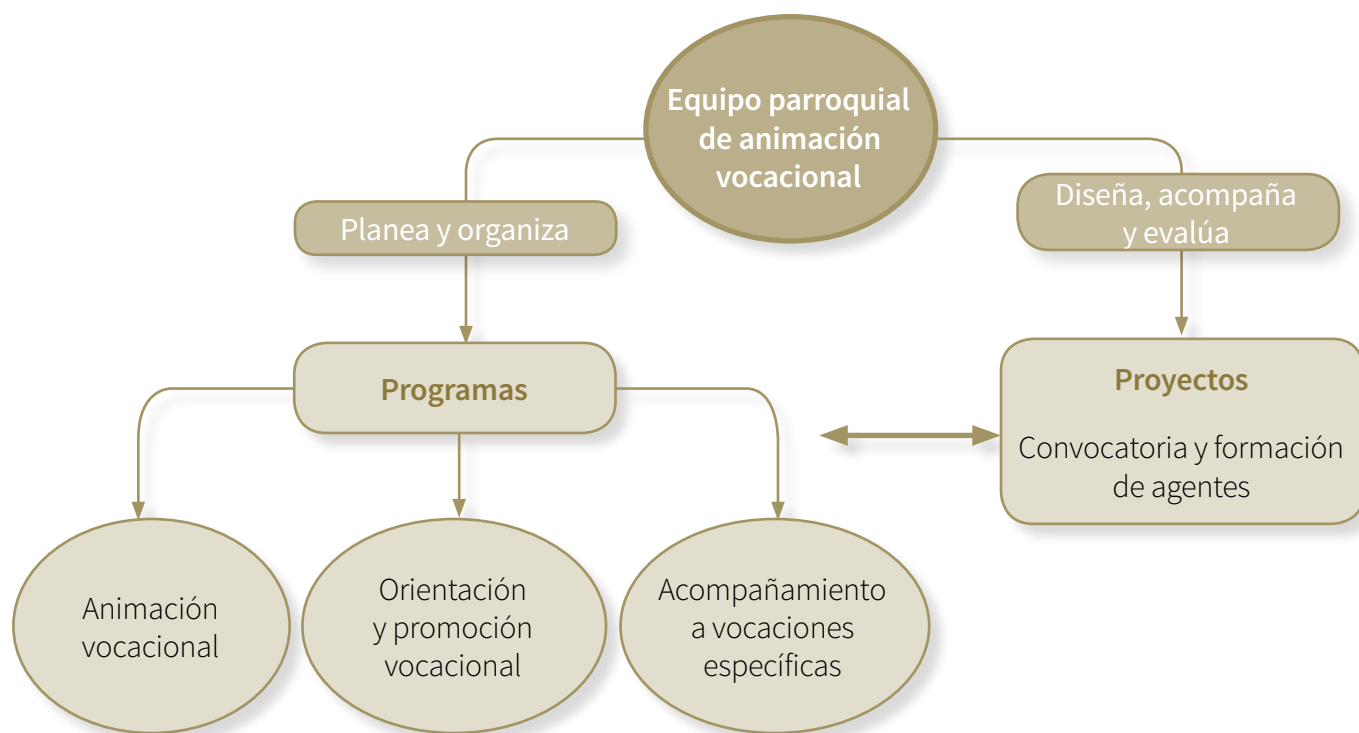 Equipo parroquial
de animación
vocacional
Planea y organiza
Diseña, acompaña
y evalúa
Programas
Proyectos
Convocatoria y formación
de agentes
Animación
vocacional
Orientación
y promoción
vocacional
Acompañamiento
a vocaciones
específicas